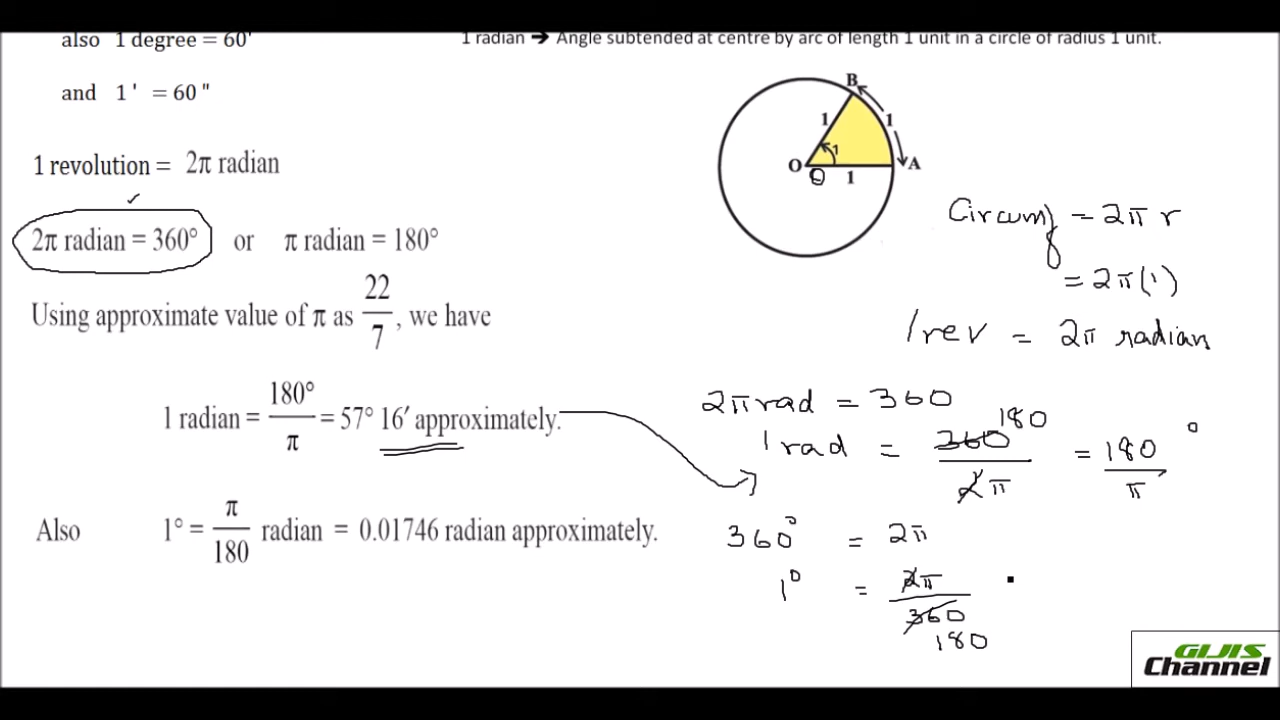 also 1 degree = 60'
1 radian ➔ Angle subtended at centre by arc of length 1 unit in a circle of radius 1 unit.
and 1 ' = 60 "
B
1
1
1
O
θ
1
A
1 revolution = 2π radian
✓
2π radian = 360° or π radian = 180°
Circumf = 2π r
= 2π(1)
1 rev = 2π radian
Using approximate value of π as 22/7, we have
1 radian = 180°/π = 57° 16′ approximately.
2π rad = 360
180
1 rad = 360/2π = 180/π °
Also 1° = π/180 radian = 0.01746 radian approximately.
360° = 2π
1° = 2π/360
180
GIJIS
Channel